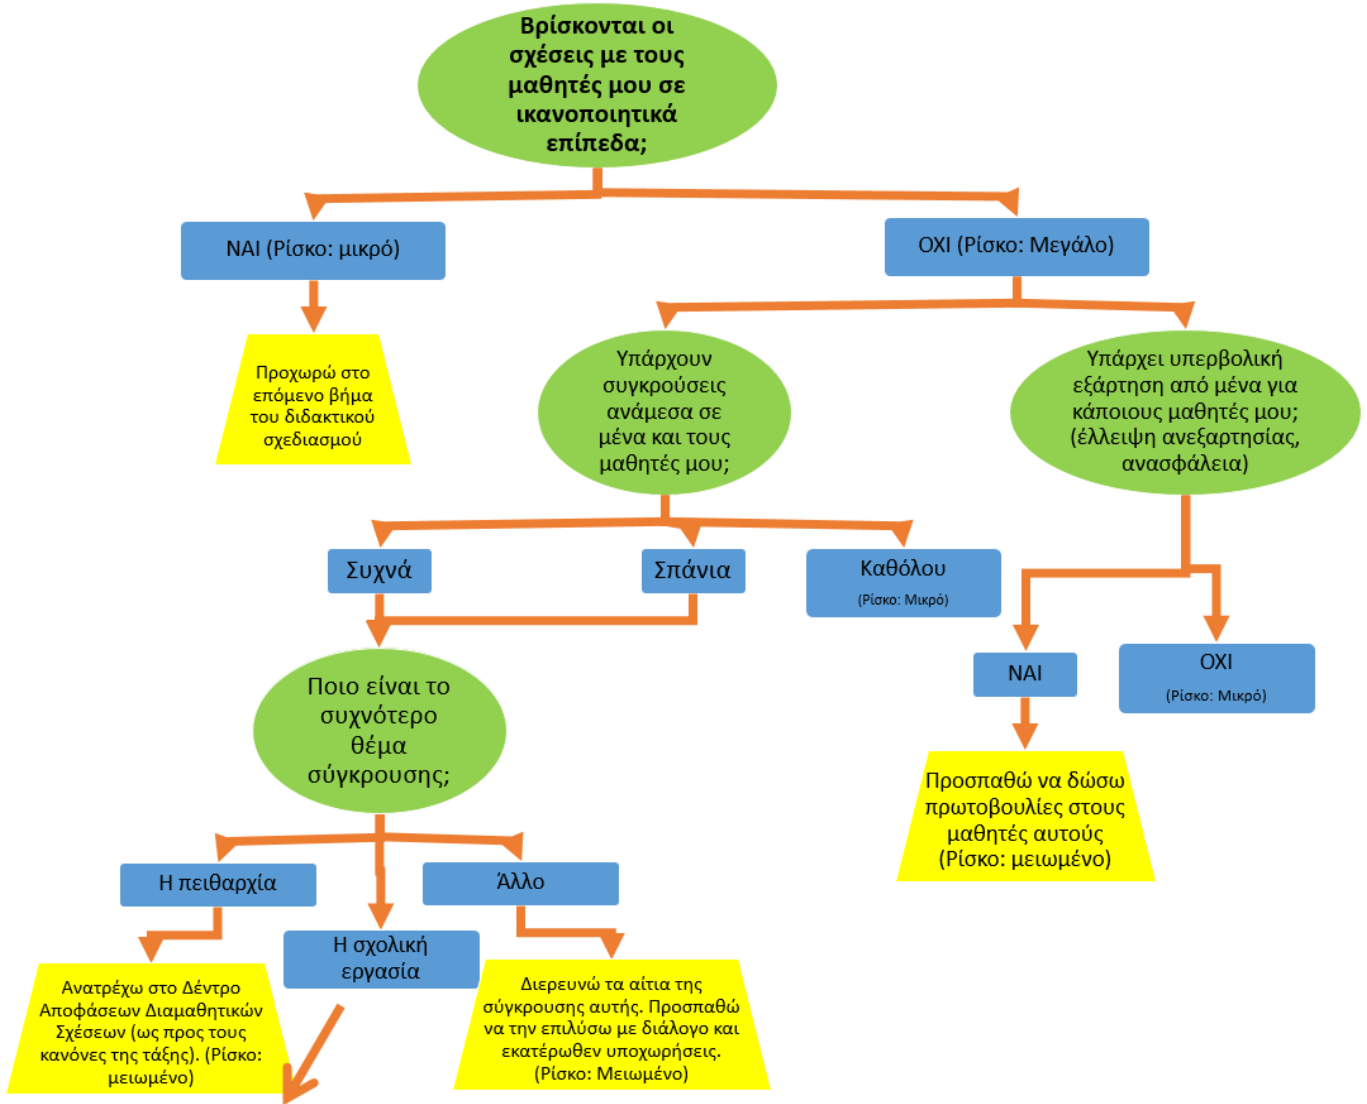 Βρίσκονται οι
σχέσεις με τους
μαθητές μου σε
ικανοποιητικά
επίπεδα;
ΝΑΙ (Ρίσκο: μικρό)
ΟΧΙ (Ρίσκο: Μεγάλο)
Προχωρώ στο
επόμενο βήμα
του διδακτικού
σχεδιασμού
Υπάρχουν
συγκρούσεις
ανάμεσα σε
μένα και τους
μαθητές μου;
Υπάρχει υπερβολική
εξάρτηση από μένα για
κάποιους μαθητές μου;
(έλλειψη ανεξαρτησίας,
ανασφάλεια)
Συχνά
Σπάνια
Καθόλου
(Ρίσκο: Μικρό)
ΝΑΙ
ΟΧΙ
(Ρίσκο: Μικρό)
Ποιο είναι το
συχνότερο
θέμα
σύγκρουσης;
Προσπαθώ να δώσω
πρωτοβουλίες στους
μαθητές αυτούς
(Ρίσκο: μειωμένο)
Η πειθαρχία
Άλλο
Η σχολική
εργασία
Ανατρέχω στο Δέντρο
Αποφάσεων Διαμαθητικών
Σχέσεων (ως προς τους
κανόνες της τάξης). (Ρίσκο:
μειωμένο)
Διερευνώ τα αίτια της
σύγκρουσης αυτής. Προσπαθώ
να την επιλύσω με διάλογο και
εκατέρωθεν υποχωρήσεις.
(Ρίσκο: Μειωμένο)